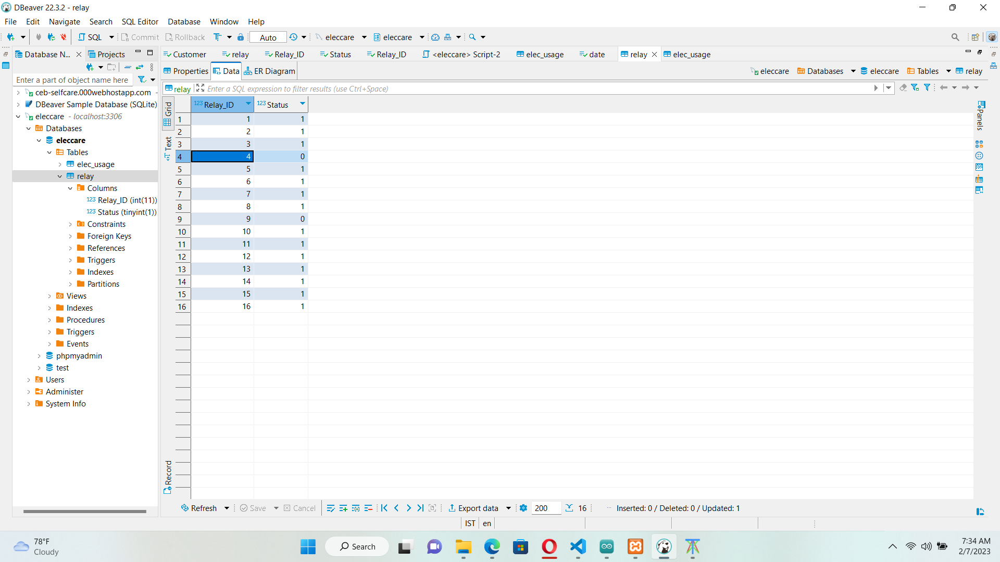 DBeaver 22.3.2 - relay
File Edit Navigate Search SQL Editor Database Window Help
SQL Commit Rollback Auto eleccare eleccare
Database N... Projects
Customer relay Relay_ID Status Relay_ID <eleccare> Script-2 elec_usage date relay elec_usage
Properties Data ER Diagram
eleccare Databases eleccare Tables relay
Enter a part of object name here
relay Enter a SQL expression to filter results (use Ctrl+Space)
ceb-selfcare.000webhostapp.com -
DBeaver Sample Database (SQLite)
eleccare - localhost:3306
Databases
eleccare
Tables
elec_usage
relay
Columns
123 Relay_ID (int(11))
123 Status (tinyint(1))
Constraints
Foreign Keys
References
Triggers
Indexes
Partitions
Views
Indexes
Procedures
Triggers
Events
phpmyadmin
test
Users
Administer
System Info
Grid
Text
Record
Panels
123 Relay_ID 123 Status
1 1 1
2 2 1
3 3 1
4 4 0
5 5 1
6 6 1
7 7 1
8 8 1
9 9 0
10 10 1
11 11 1
12 12 1
13 13 1
14 14 1
15 15 1
16 16 1
Refresh Save Cancel Export data 200 16 ... Inserted: 0 / Deleted: 0 / Updated: 1
IST en
78°F
Cloudy
Search
7:34 AM
2/7/2023